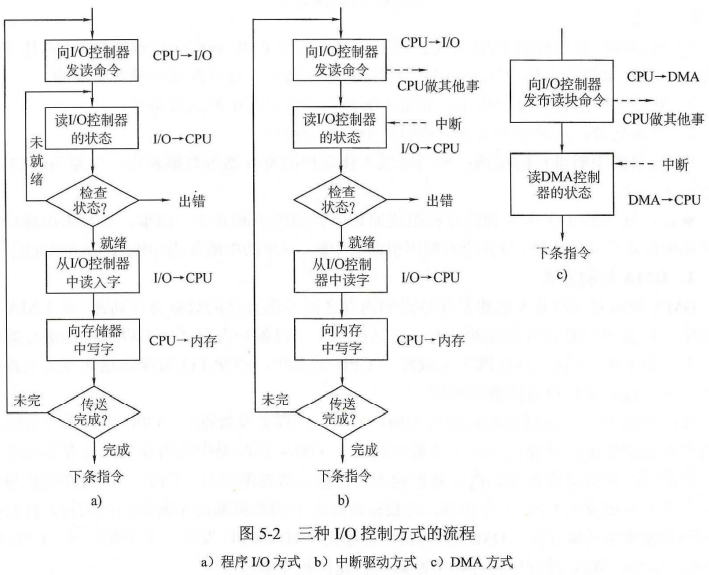 向I/O控制器
发读命令
CPU→I/O
读I/O控制器
的状态
I/O→CPU
未
就
绪
检查
状态?
出错
就绪
从I/O控制器
中读入字
I/O→CPU
向存储器
中写字
CPU→内存
未完
传送
完成?
完成
下条指令
a)
向I/O控制器
发读命令
CPU→I/O
CPU做其他事
读I/O控制器
的状态
中断
I/O→CPU
检查
状态?
出错
就绪
从I/O控制
器中读字
I/O→CPU
向内存
中写字
CPU→内存
未完
传送
完成?
完成
下条指令
b)
向I/O控制器
发布读块命令
CPU→DMA
CPU做其他事
读DMA控制
器的状态
中断
DMA→CPU
下条指令
c)
图 5-2 三种 I/O 控制方式的流程
a）程序 I/O 方式 b）中断驱动方式 c）DMA 方式